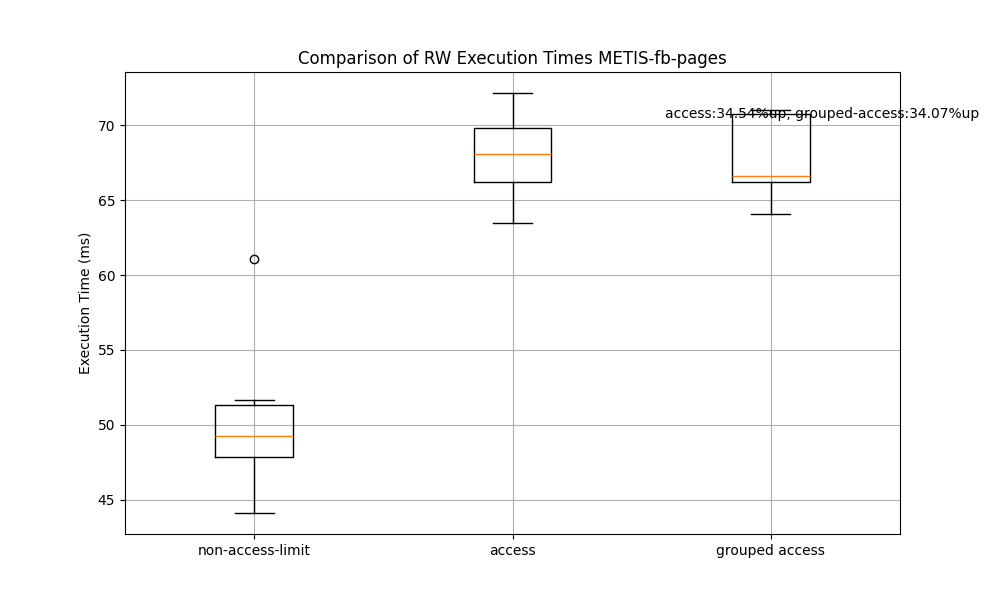 Comparison of RW Execution Times METIS-fb-pages
access:34.54%up, grouped-access:34.07%up
70
65
60
55
50
45
Execution Time (ms)
non-access-limit
access
grouped access